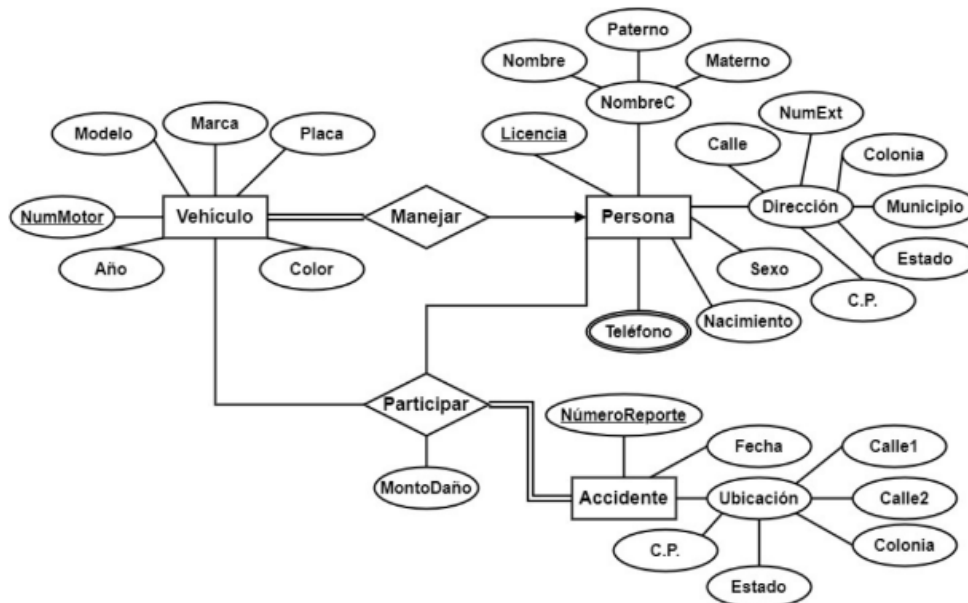 Paterno
Nombre
Materno
NombreC
Modelo
Marca
Placa
Licencia
Calle
NumExt
Colonia
NumMotor
Vehículo
Manejar
Persona
Dirección
Municipio
Año
Color
Sexo
Estado
C.P.
Teléfono
Nacimiento
Participar
NúmeroReporte
MontoDaño
Fecha
Calle1
Accidente
Ubicación
Calle2
C.P.
Colonia
Estado